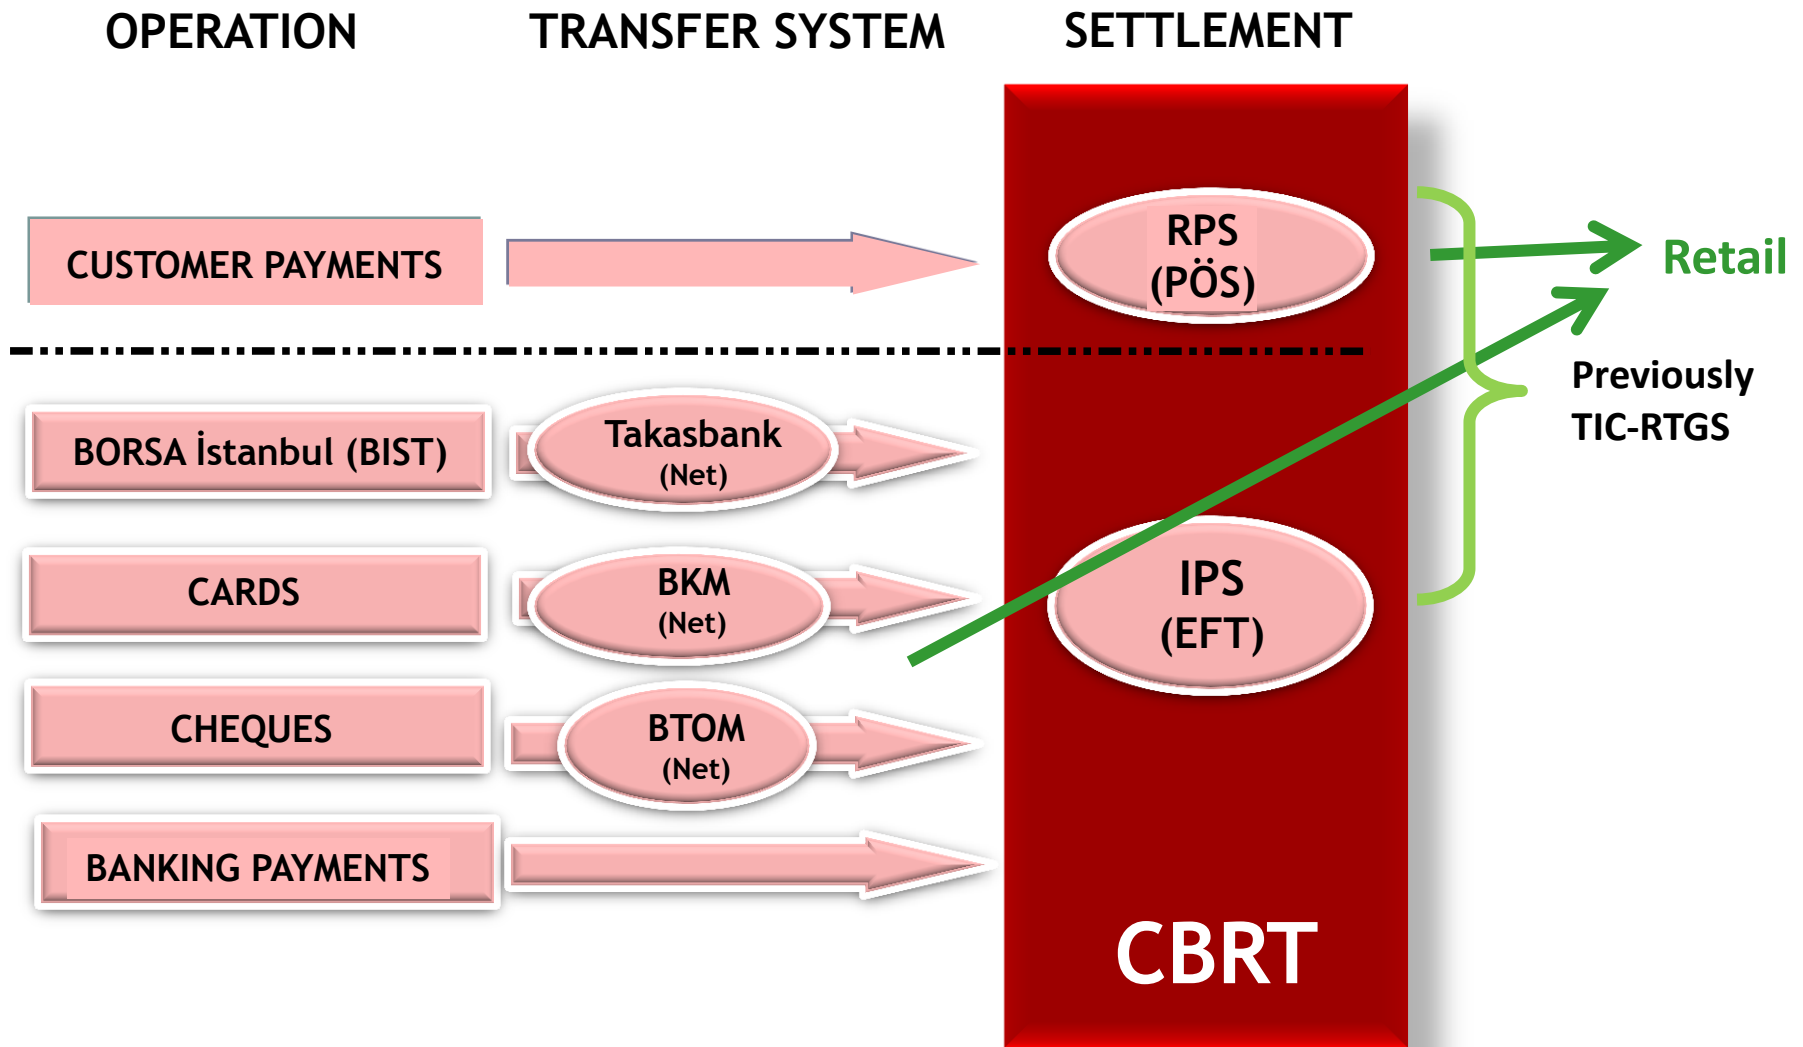 OPERATION
TRANSFER SYSTEM
SETTLEMENT
CUSTOMER PAYMENTS
RPS
(PÖS)
Retail
Previously
TIC-RTGS
BORSA İstanbul (BIST)
Takasbank
(Net)
CARDS
BKM
(Net)
IPS
(EFT)
CHEQUES
BTOM
(Net)
BANKING PAYMENTS
CBRT